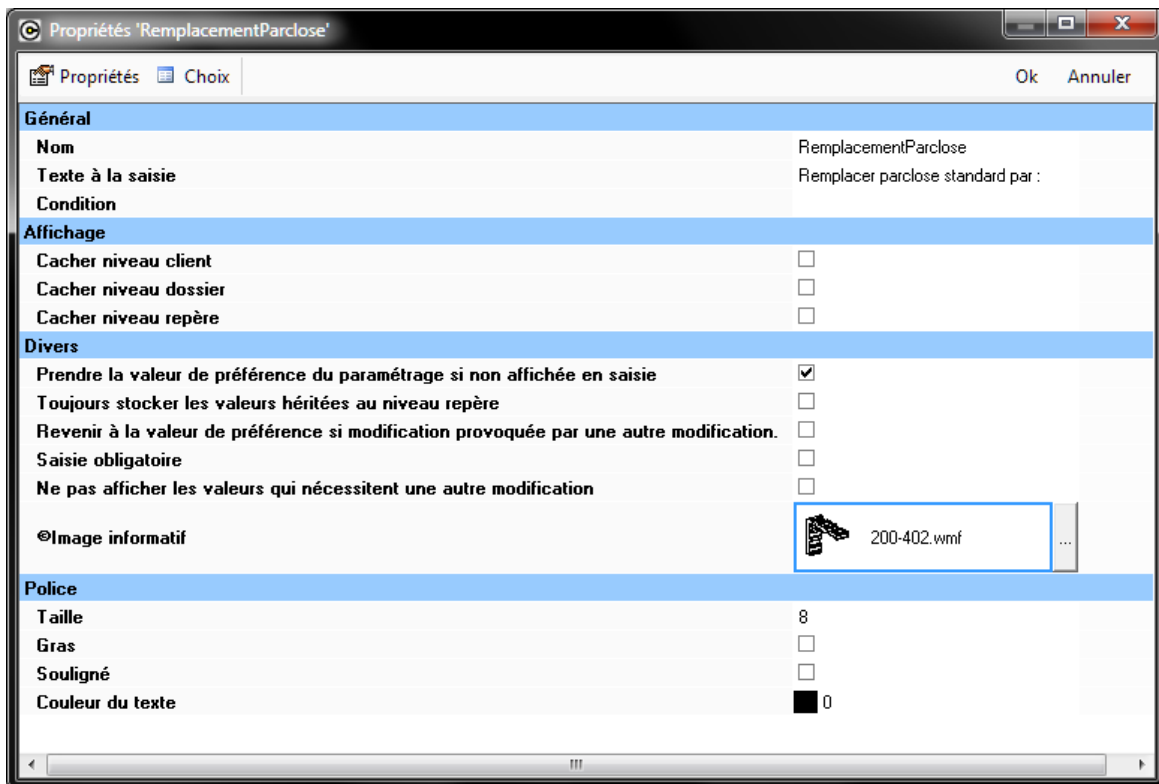 Propriétés 'RemplacementParclose'
Propriétés Choix Ok Annuler
Général
Nom RemplacementParclose
Texte à la saisie Remplacer parclose standard par :
Condition
Affichage
Cacher niveau client
Cacher niveau dossier
Cacher niveau repère
Divers
Prendre la valeur de préférence du paramétrage si non affichée en saisie
Toujours stocker les valeurs héritées au niveau repère
Revenir à la valeur de préférence si modification provoquée par une autre modification.
Saisie obligatoire
Ne pas afficher les valeurs qui nécessitent une autre modification
©Image informatif 200-402.wmf ...
Police
Taille 8
Gras
Souligné
Couleur du texte 0